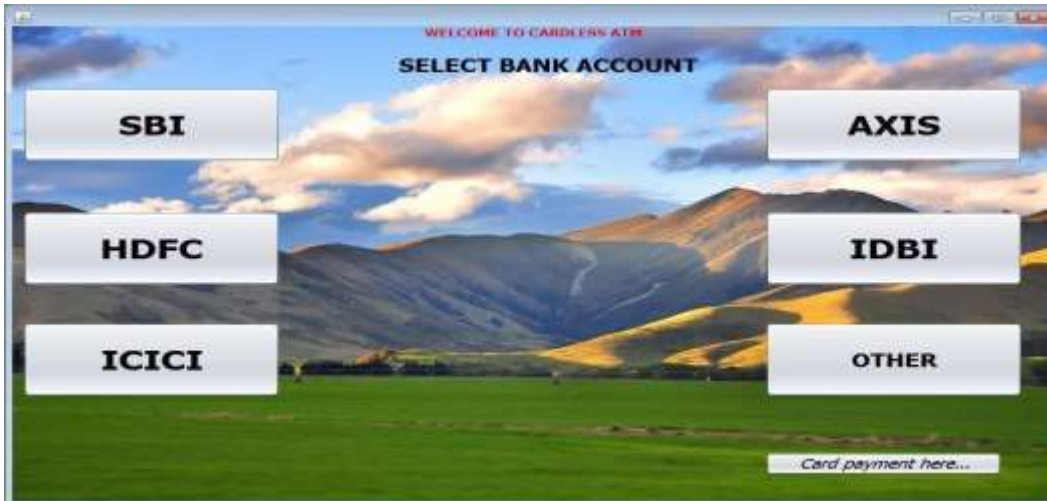 WELCOME TO CARDLESS ATM
SELECT BANK ACCOUNT
SBI
AXIS
HDFC
IDBI
ICICI
OTHER
Card payment here...